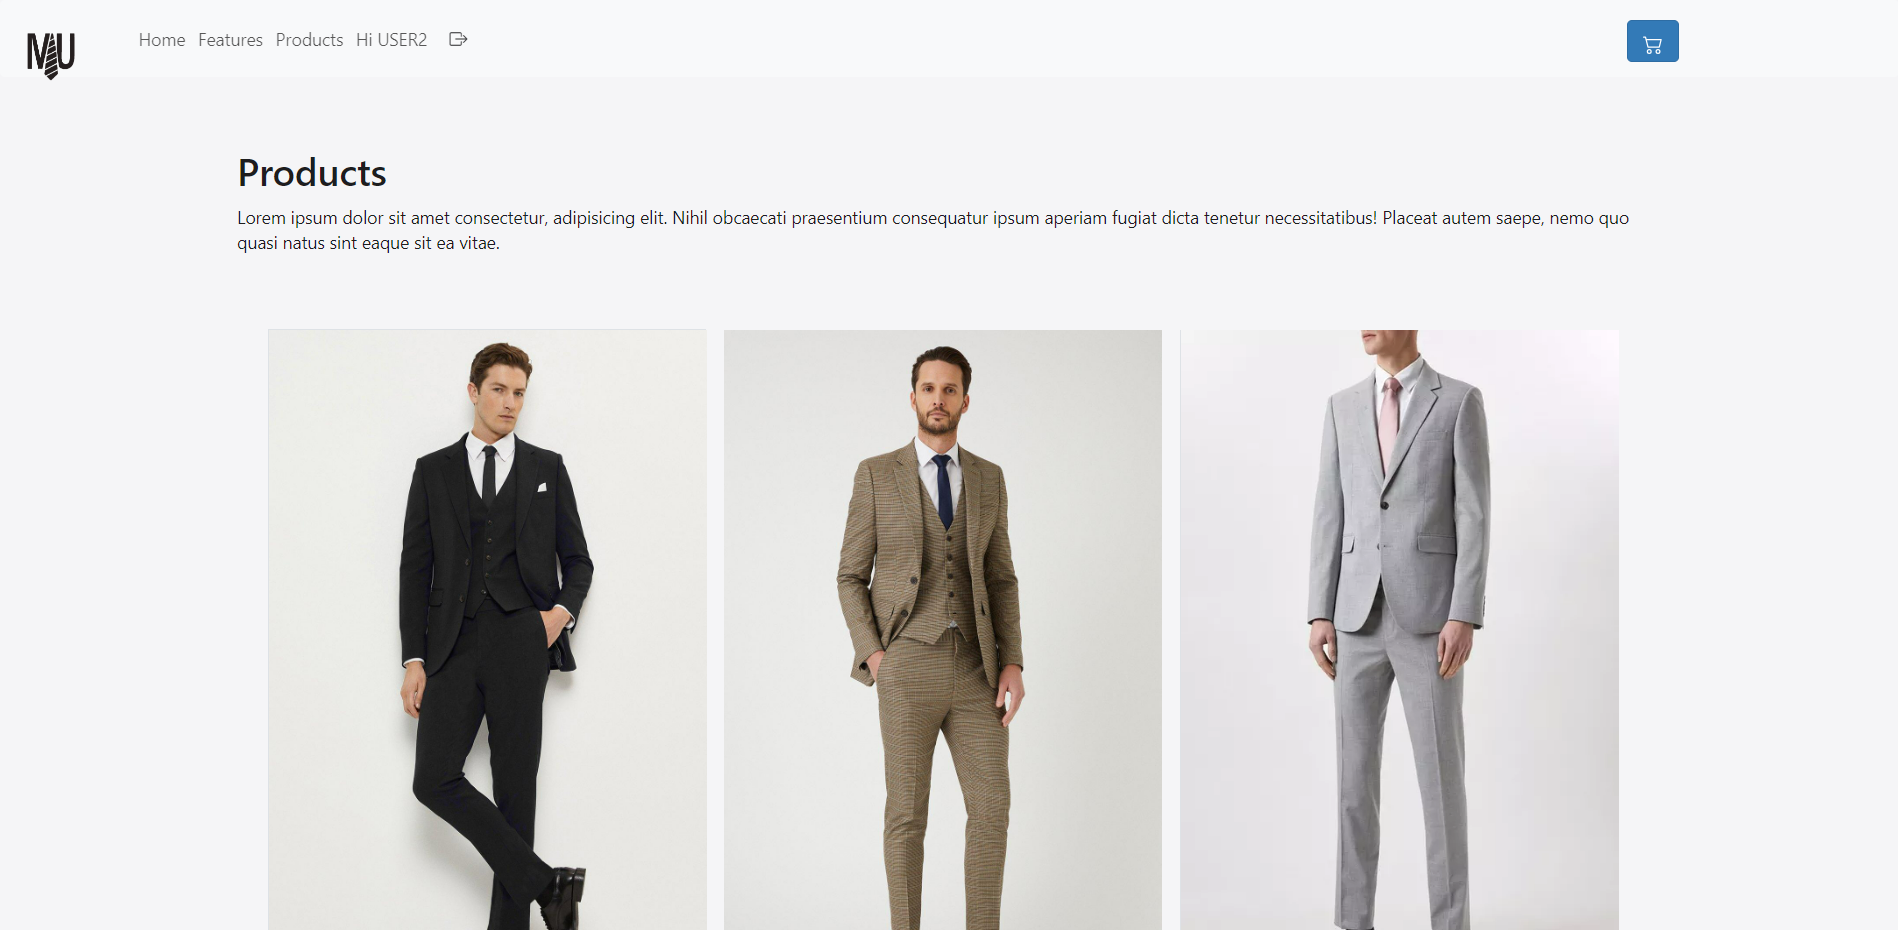 MU
Home Features Products Hi USER2
Products
Lorem ipsum dolor sit amet consectetur, adipisicing elit. Nihil obcaecati praesentium consequatur ipsum aperiam fugiat dicta tenetur necessitatibus! Placeat autem saepe, nemo quo
quasi natus sint eaque sit ea vitae.